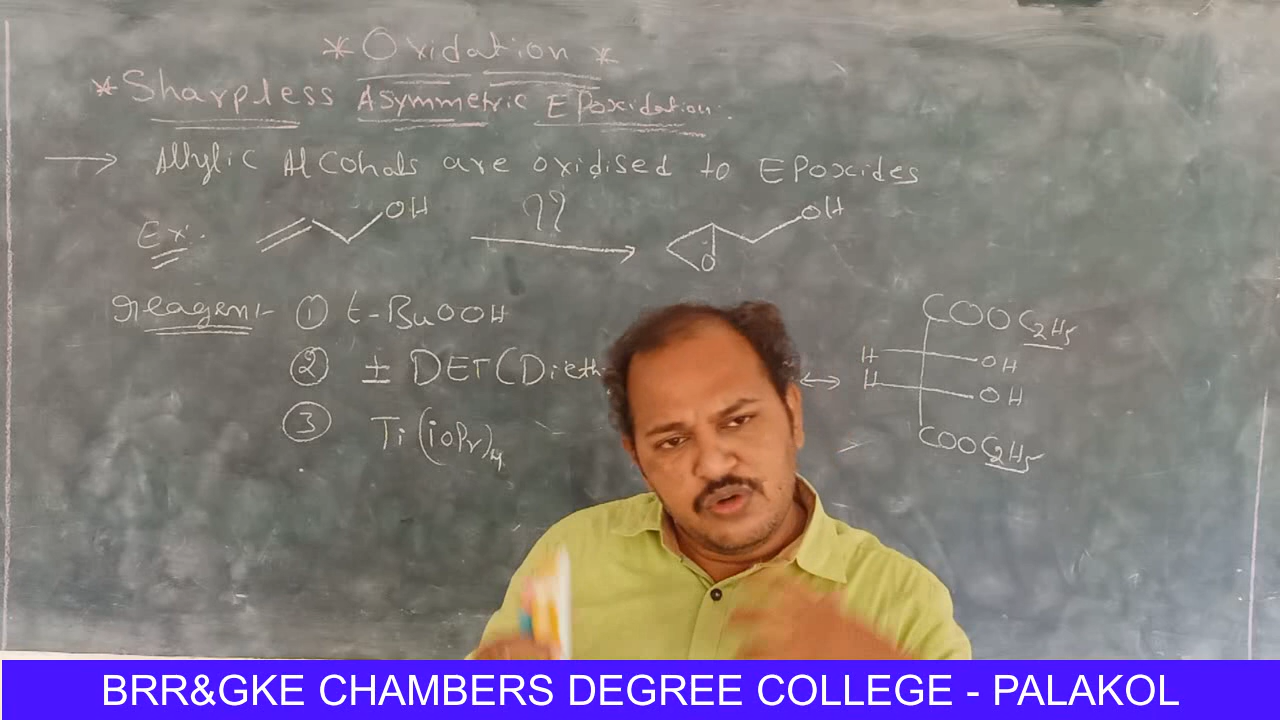 * Oxidation *
* Sharpless Asymmetric Epoxidation.
→ Allylic Alcohals are oxidised to Epoxides
Ex:- OH ?? O OH
reagent:- ① t-BuOOH
② ± DET (Dieth
③ Ti(ioPr)4
↔ COOC2H5
H OH
H OH
COOC2H5
BRR&GKE CHAMBERS DEGREE COLLEGE - PALAKOL